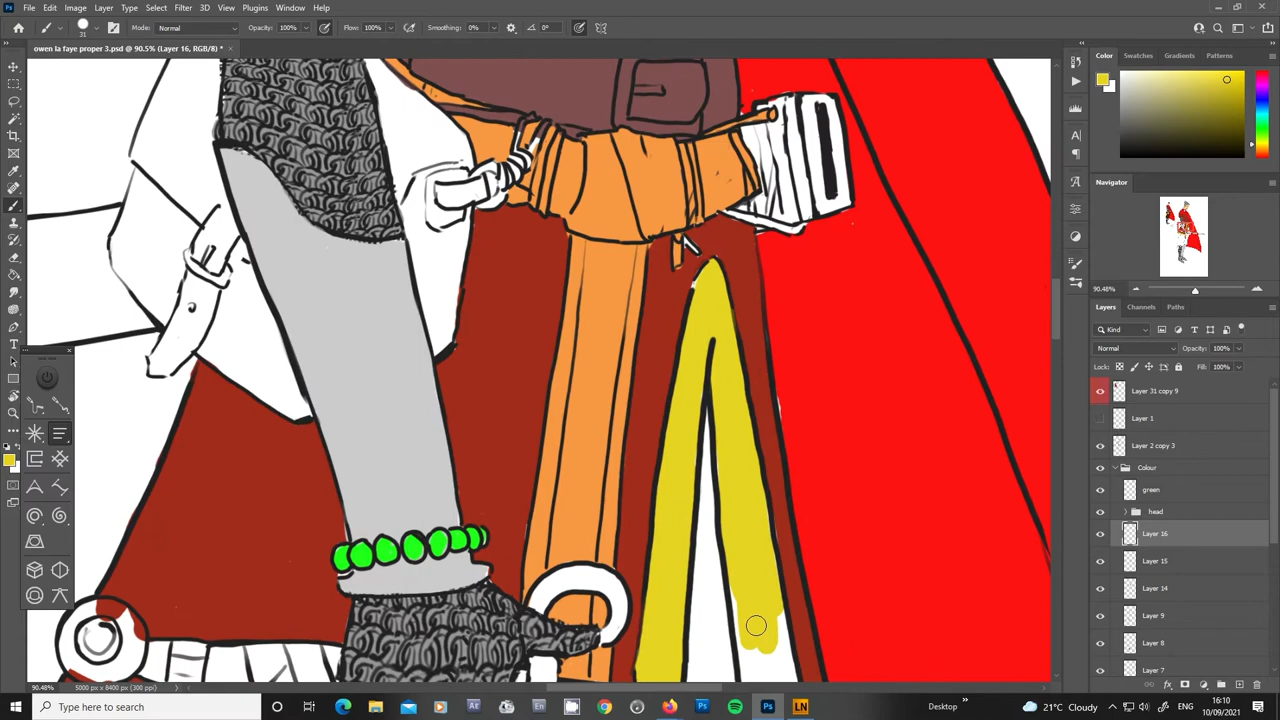 File Edit Image Layer Type Select Filter 3D View Plugins Window Help
31 Mode: Normal Opacity: 100% Flow: 100% Smoothing: 0% 0°
owen la faye proper 3.psd @ 90.5% (Layer 16, RGB/8) *
Color Swatches Gradients Patterns
Navigator
90.48%
Layers Channels Paths
Kind
Normal Opacity: 100%
Lock: Fill: 100%
Layer 31 copy 9
Layer 1
Layer 2 copy 3
Colour
green
head
Layer 16
Layer 15
Layer 14
Layer 9
Layer 8
Layer 7
90.48% 5000 px x 8400 px (300 ppi)
Type here to search
Desktop
21°C Cloudy
ENG
16:10
10/09/2021